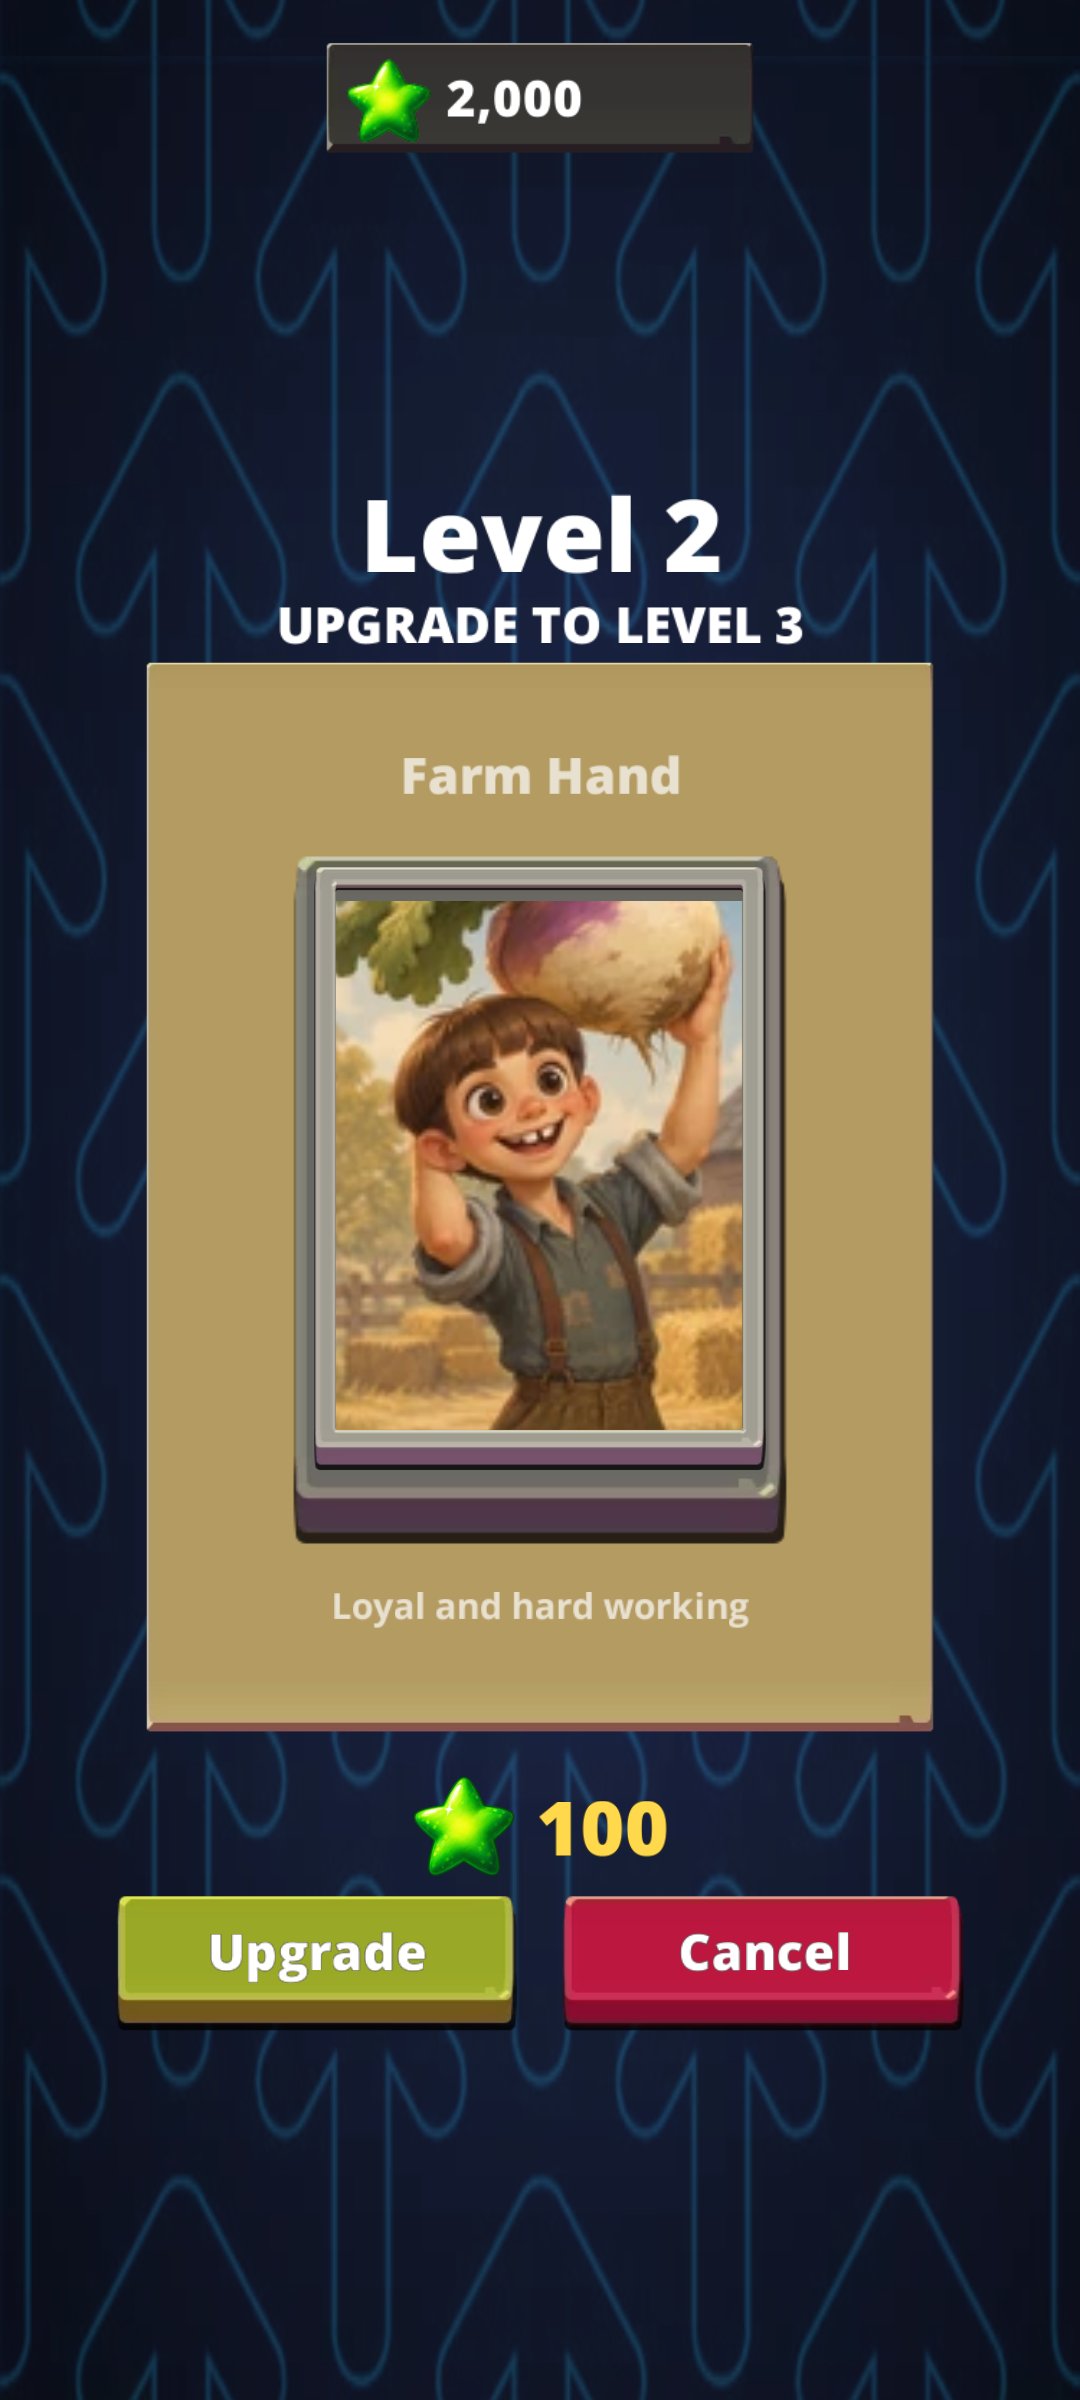 2,000
Level 2
UPGRADE TO LEVEL 3
Farm Hand
Loyal and hard working
100
Upgrade
Cancel